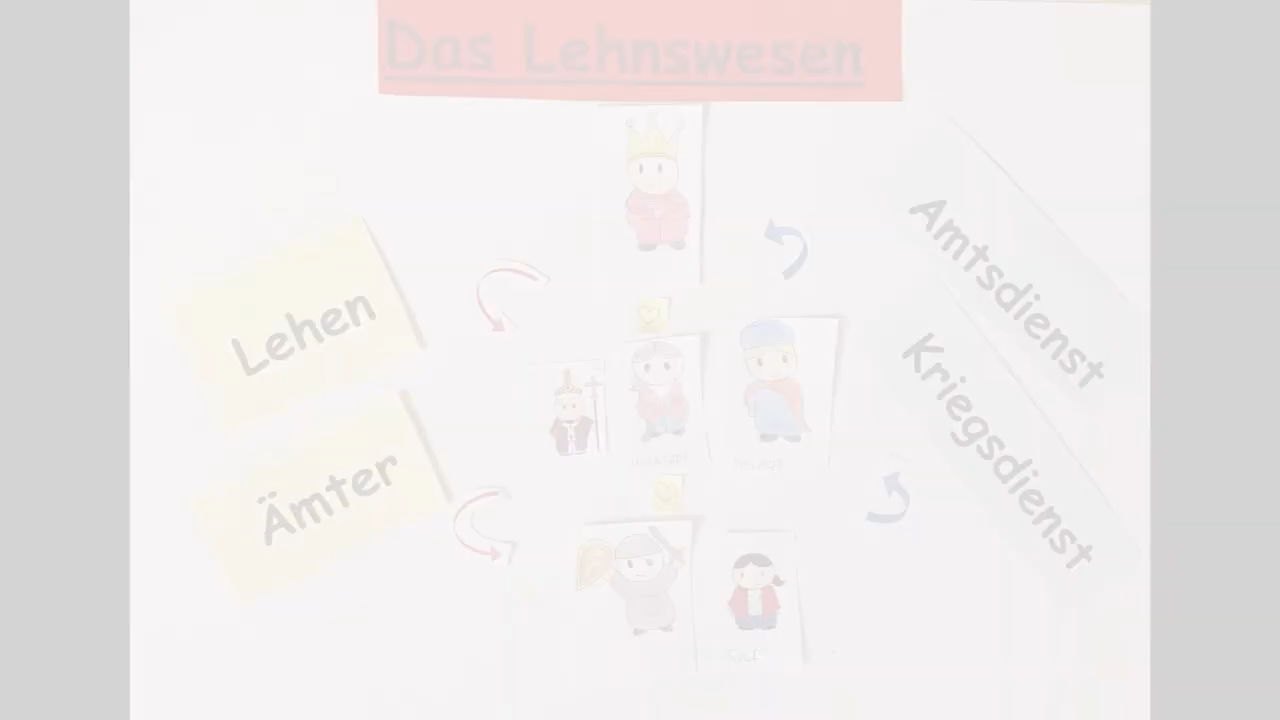 Das Lehnswesen
Lehen
Ämter
Amtsdienst
Kriegsdienst